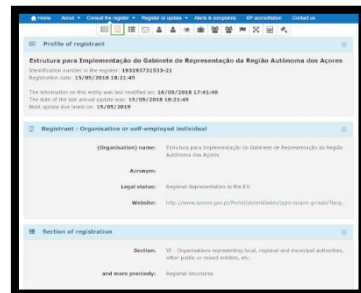 Home About Consult the register Register or update Alerts & complaints EP accreditation Contact us
Profile of registrant
Estrutura para Implementação do Gabinete de Representação da Região Autónoma dos Açores
Identification number in the register: 193193731533-21
Registration date: 15/05/2018 18:21:45
The information on this entity was last modified on: 16/05/2018 17:41:40
The date of the last annual update was: 15/05/2018 18:21:45
Next update due latest on: 15/05/2019
Registrant : Organisation or self-employed individual
(Organisation) name: Estrutura para Implementação do Gabinete de Representação da Região
Autónoma dos Açores
Acronym:
Legal status: Regional Representation to the EU
Website:
Section of registration
Section: VI - Organisations representing local, regional and municipal authorities,
other public or mixed entities, etc.
and more precisely: Regional structures